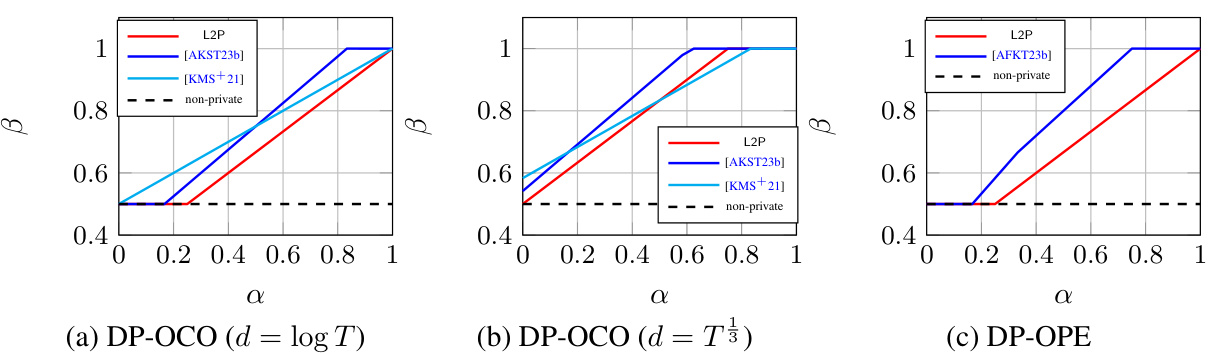 1
0.8
0.6
0.4
β
L2P
[AKST23b]
[KMS+21]
non-private
0 0.2 0.4 0.6 0.8 1
α
(a) DP-OCO (d = log T)
1
0.8
0.6
0.4
β
L2P
[AKST23b]
[KMS+21]
non-private
0 0.2 0.4 0.6 0.8 1
α
(b) DP-OCO (d = T^{1/3})
1
0.8
0.6
0.4
β
L2P
[AFKT23b]
non-private
0 0.2 0.4 0.6 0.8 1
α
(c) DP-OPE